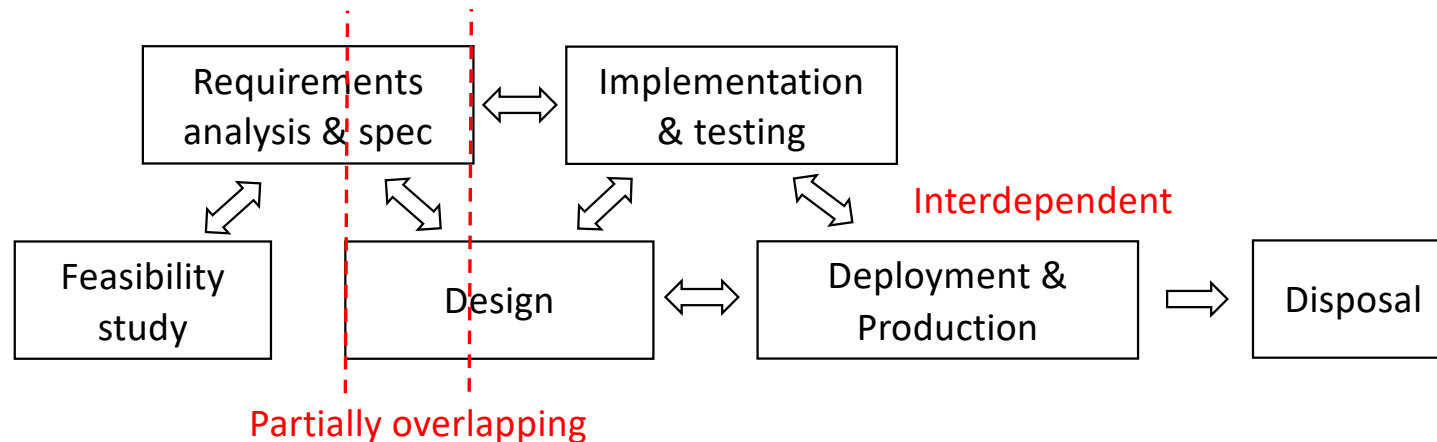 Requirements
analysis & spec
Implementation
& testing
Interdependent
Feasibility
study
Design
Deployment &
Production
Disposal
Partially overlapping